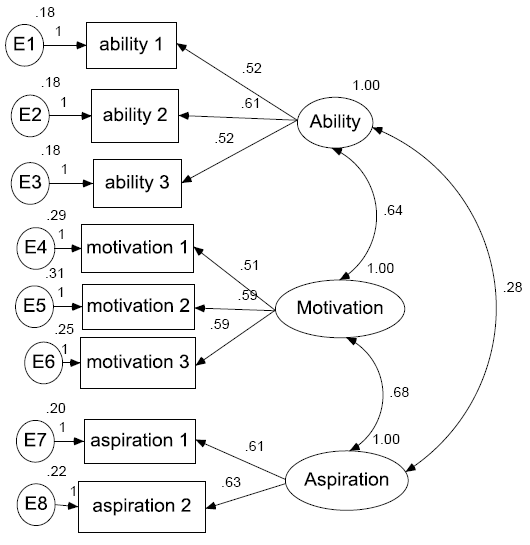 .18
E1 1 ability 1
.52
1.00
.18
E2 1 ability 2
.61
Ability
.18
E3 1 ability 3
.52
.64
.29
E4 1 motivation 1
.51
1.00
.31
E5 1 motivation 2
.59
Motivation
.28
.25
E6 1 motivation 3
.59
.68
.20
E7 1 aspiration 1
.61
1.00
.22
E8 1 aspiration 2
.63
Aspiration